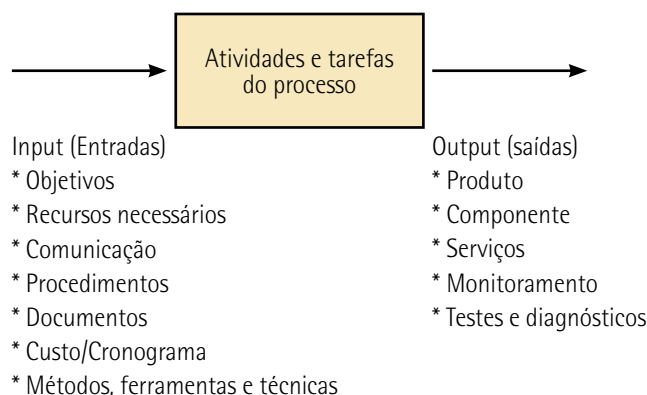 Atividades e tarefas
do processo
Input (Entradas)
* Objetivos
* Recursos necessários
* Comunicação
* Procedimentos
* Documentos
* Custo/Cronograma
* Métodos, ferramentas e técnicas
Output (saídas)
* Produto
* Componente
* Serviços
* Monitoramento
* Testes e diagnósticos